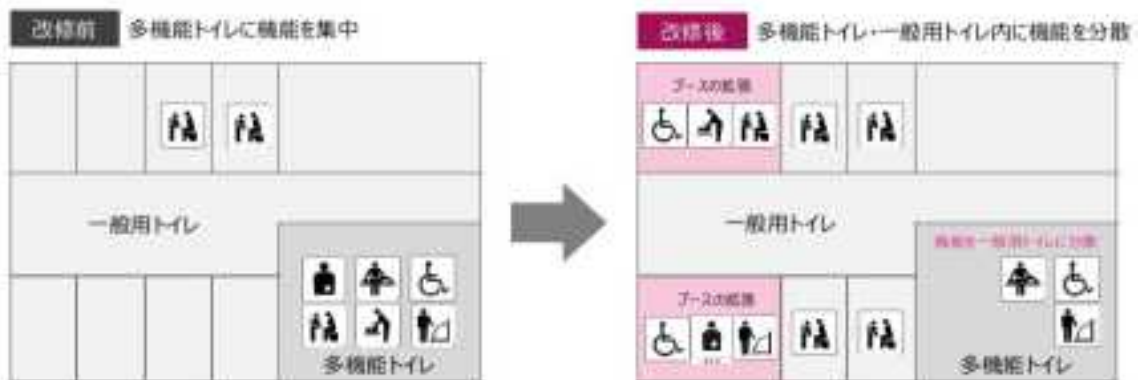 改修前 多機能トイレに機能を集中
一般用トイレ
多機能トイレ
改修後 多機能トイレ・一般用トイレ内に機能を分散
ブースの拡張
一般用トイレ
機能を一般用トイレに分散
ブースの拡張
多機能トイレ